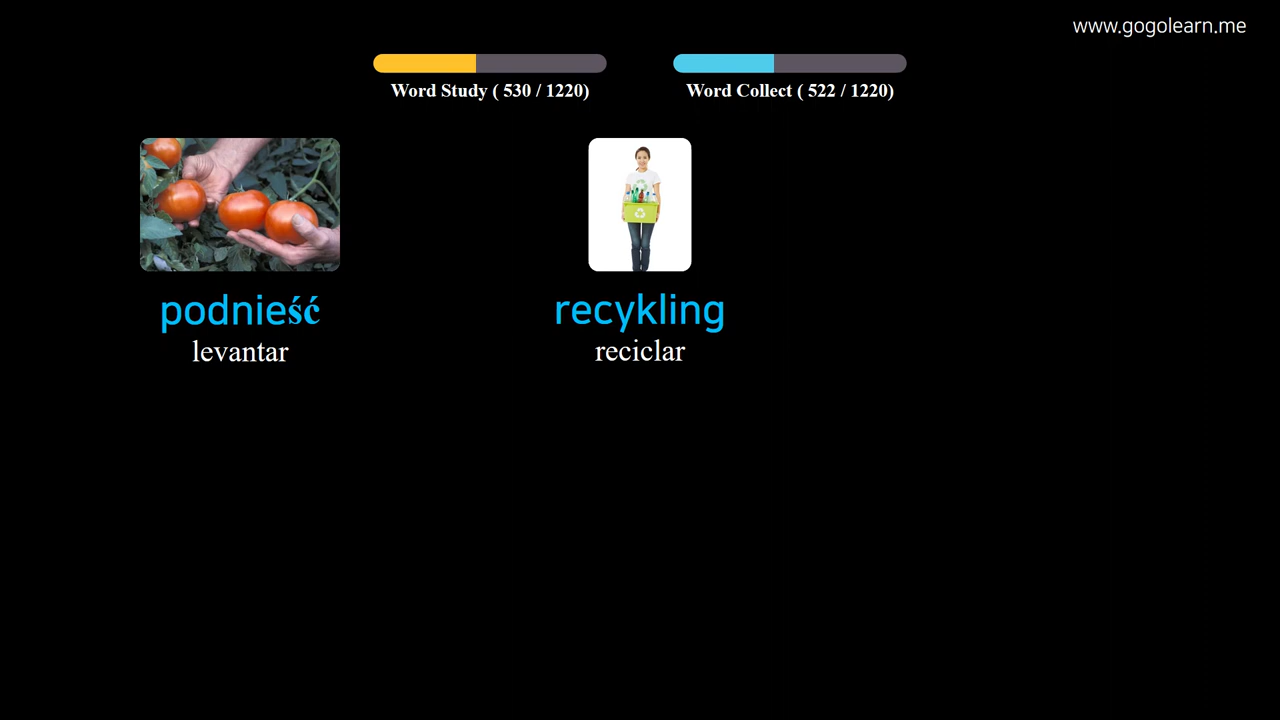 www.gogolearn.me
Word Study ( 530 / 1220)
Word Collect ( 522 / 1220)
podnieść
levantar
recykling
reciclar